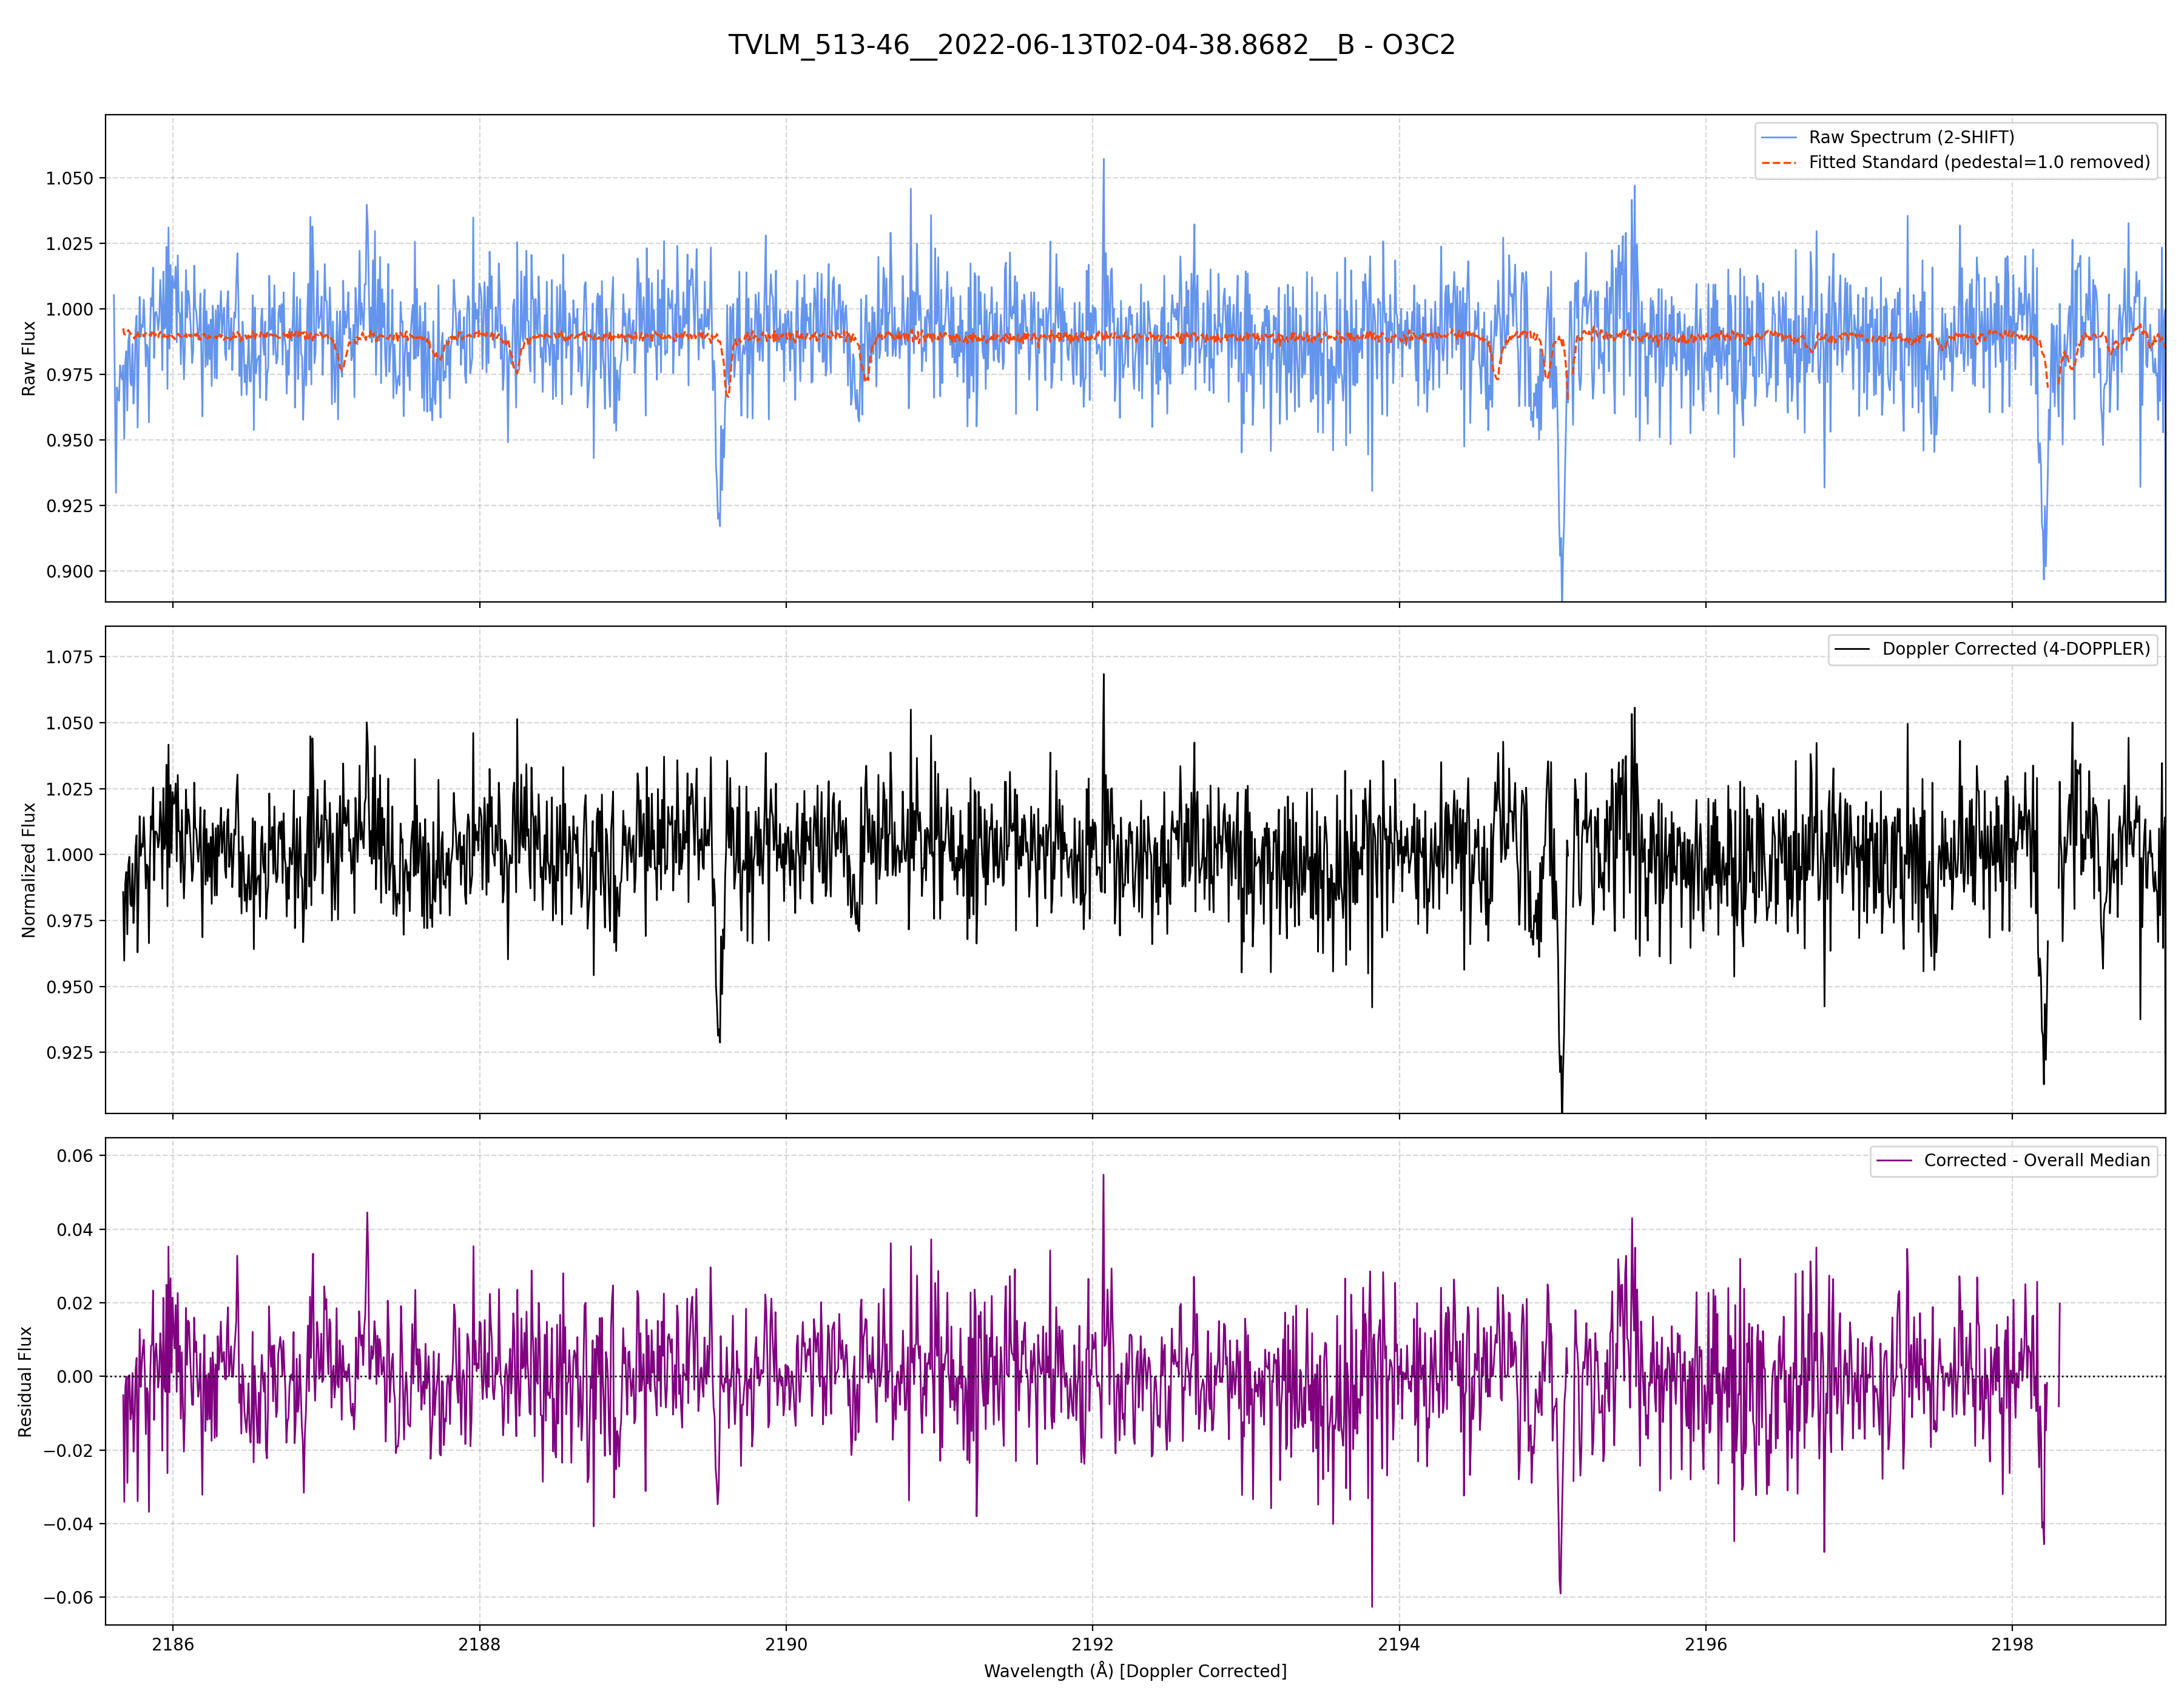 TVLM_513-46__2022-06-13T02-04-38.8682__B - O3C2
Raw Spectrum (2-SHIFT)
Fitted Standard (pedestal=1.0 removed)
Raw Flux
1.050
1.025
1.000
0.975
0.950
0.925
0.900
Doppler Corrected (4-DOPPLER)
Normalized Flux
1.075
1.050
1.025
1.000
0.975
0.950
0.925
Corrected - Overall Median
Residual Flux
0.06
0.04
0.02
0.00
−0.02
−0.04
−0.06
2186 2188 2190 2192 2194 2196 2198
Wavelength (Å) [Doppler Corrected]